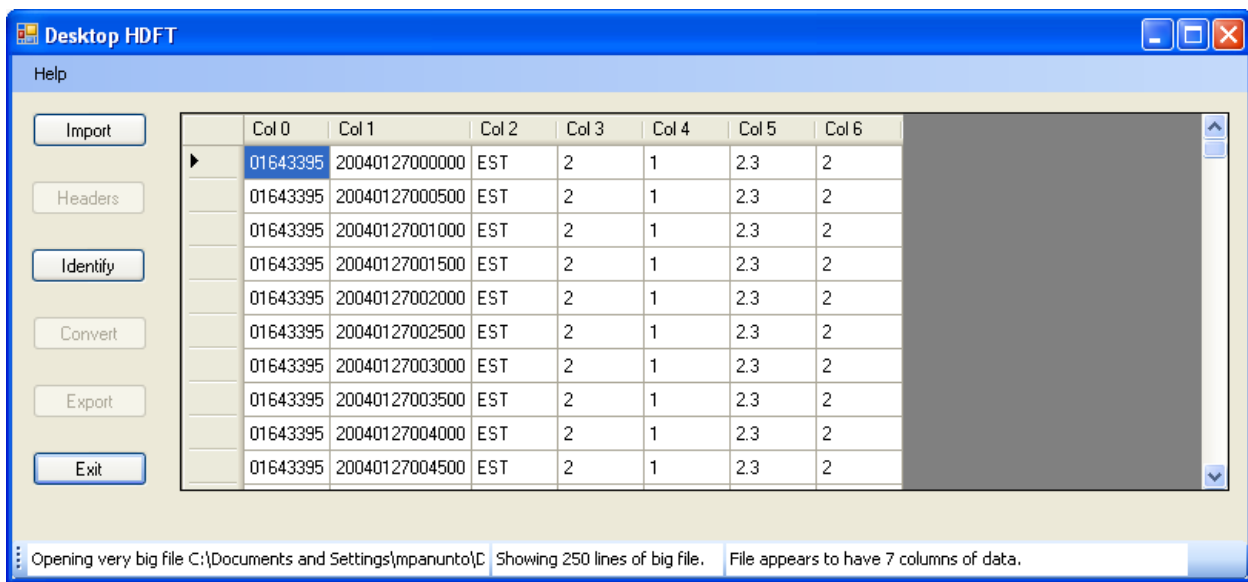 Desktop HDFT
Help
Import
Headers
Identify
Convert
Export
Exit
Col 0 Col 1 Col 2 Col 3 Col 4 Col 5 Col 6
01643395 20040127000000 EST 2 1 2.3 2
01643395 20040127000500 EST 2 1 2.3 2
01643395 20040127001000 EST 2 1 2.3 2
01643395 20040127001500 EST 2 1 2.3 2
01643395 20040127002000 EST 2 1 2.3 2
01643395 20040127002500 EST 2 1 2.3 2
01643395 20040127003000 EST 2 1 2.3 2
01643395 20040127003500 EST 2 1 2.3 2
01643395 20040127004000 EST 2 1 2.3 2
01643395 20040127004500 EST 2 1 2.3 2
Opening very big file C:\Documents and Settings\mpanunto\D Showing 250 lines of big file. File appears to have 7 columns of data.